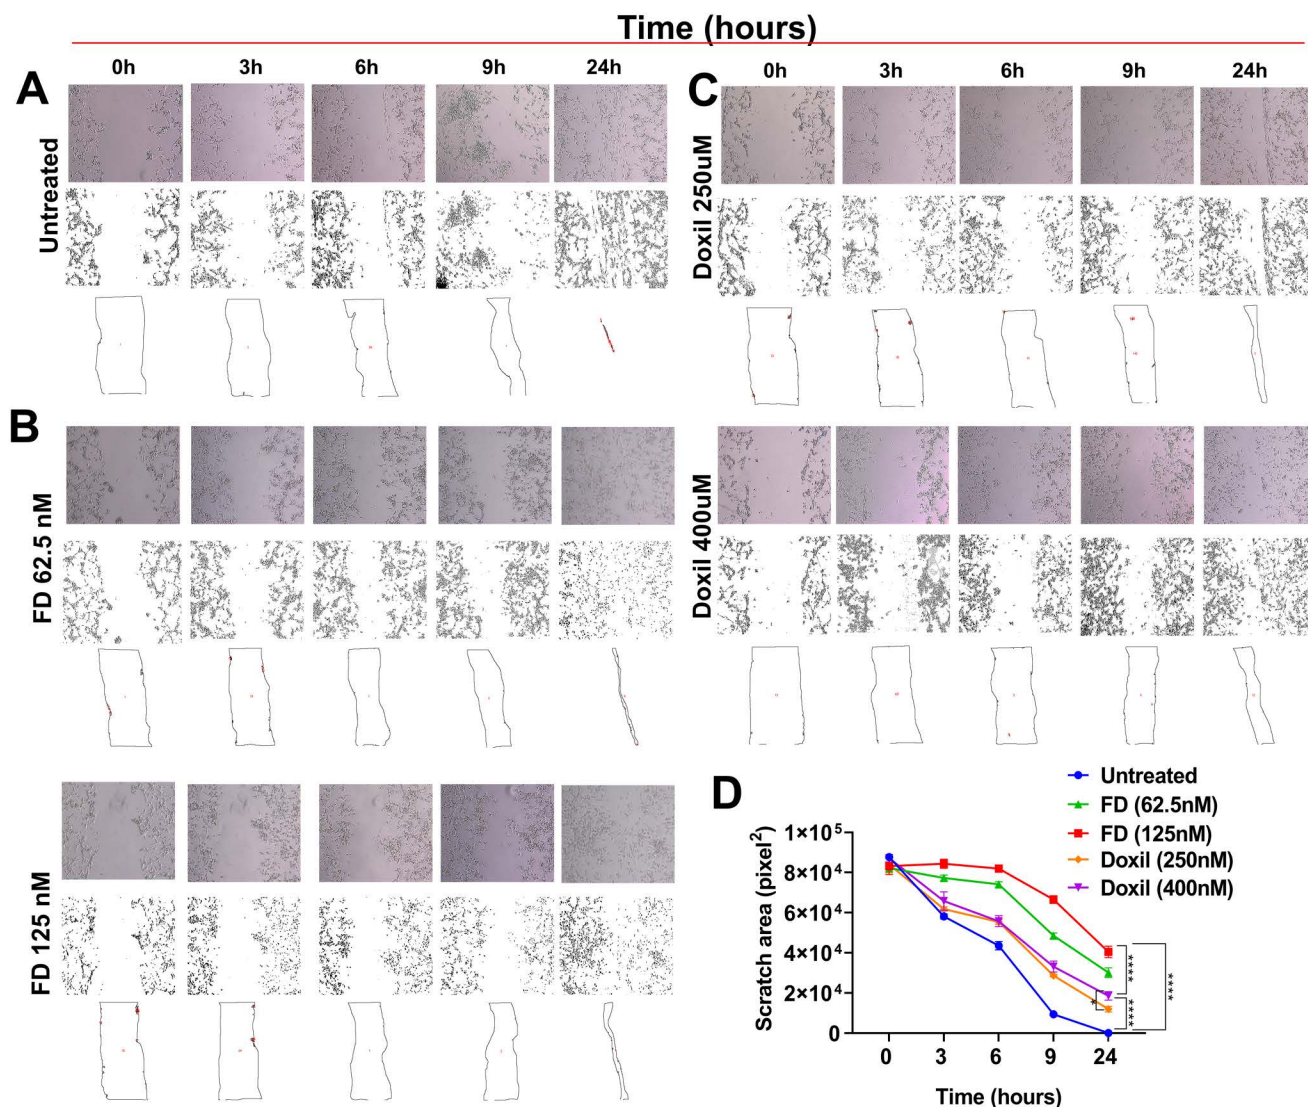 Time (hours)
A
0h 3h 6h 9h 24h
Untreated
B
FD 62.5 nM
FD 125 nM
C
0h 3h 6h 9h 24h
Doxil 250uM
Doxil 400uM
D
Untreated
FD (62.5nM)
FD (125nM)
Doxil (250nM)
Doxil (400nM)
Scratch area (pixel²)
1×10⁵
8×10⁴
6×10⁴
4×10⁴
2×10⁴
0
0 3 6 9 24
Time (hours)
*
****
****
****